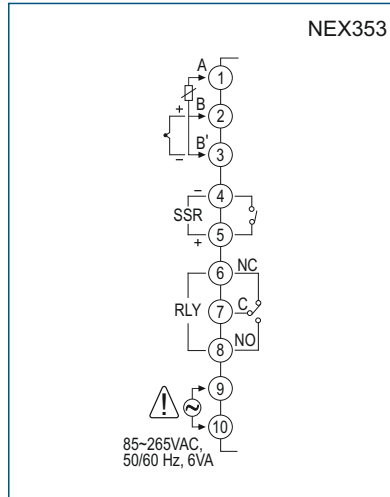 NEX353
A
1
+
B
2
B'
–
3
–
4
SSR
+
5
6
NC
RLY
7
C
8
NO
9
10
85~265VAC,
50/60 Hz, 6VA